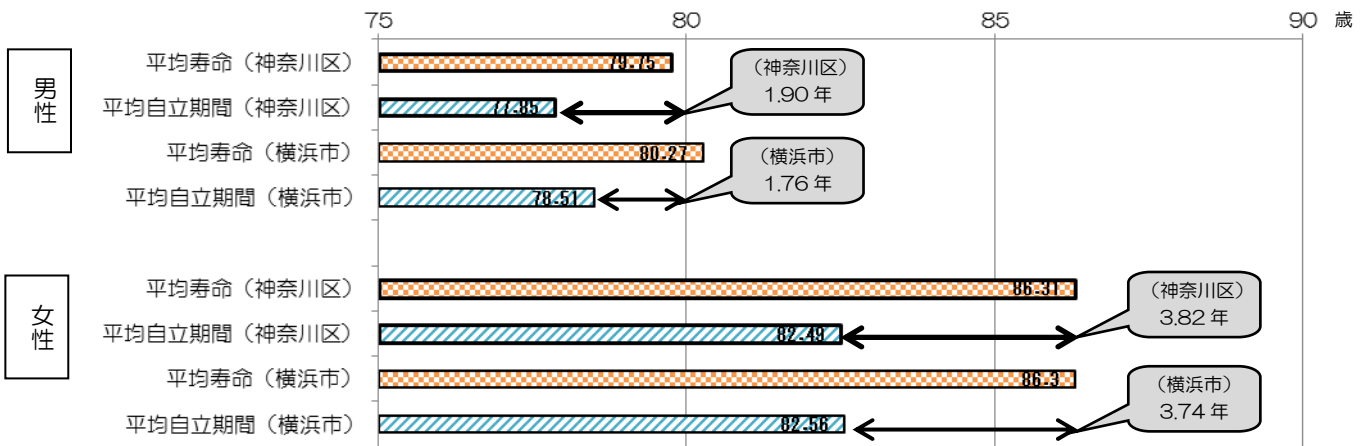 75 80 85 90 歳
男性
平均寿命（神奈川区） 79.75
平均自立期間（神奈川区） 77.85
（神奈川区）
1.90 年
平均寿命（横浜市） 80.27
平均自立期間（横浜市） 78.51
（横浜市）
1.76 年
女性
平均寿命（神奈川区） 86.31
平均自立期間（神奈川区） 82.49
（神奈川区）
3.82 年
平均寿命（横浜市） 86.3
平均自立期間（横浜市） 82.56
（横浜市）
3.74 年